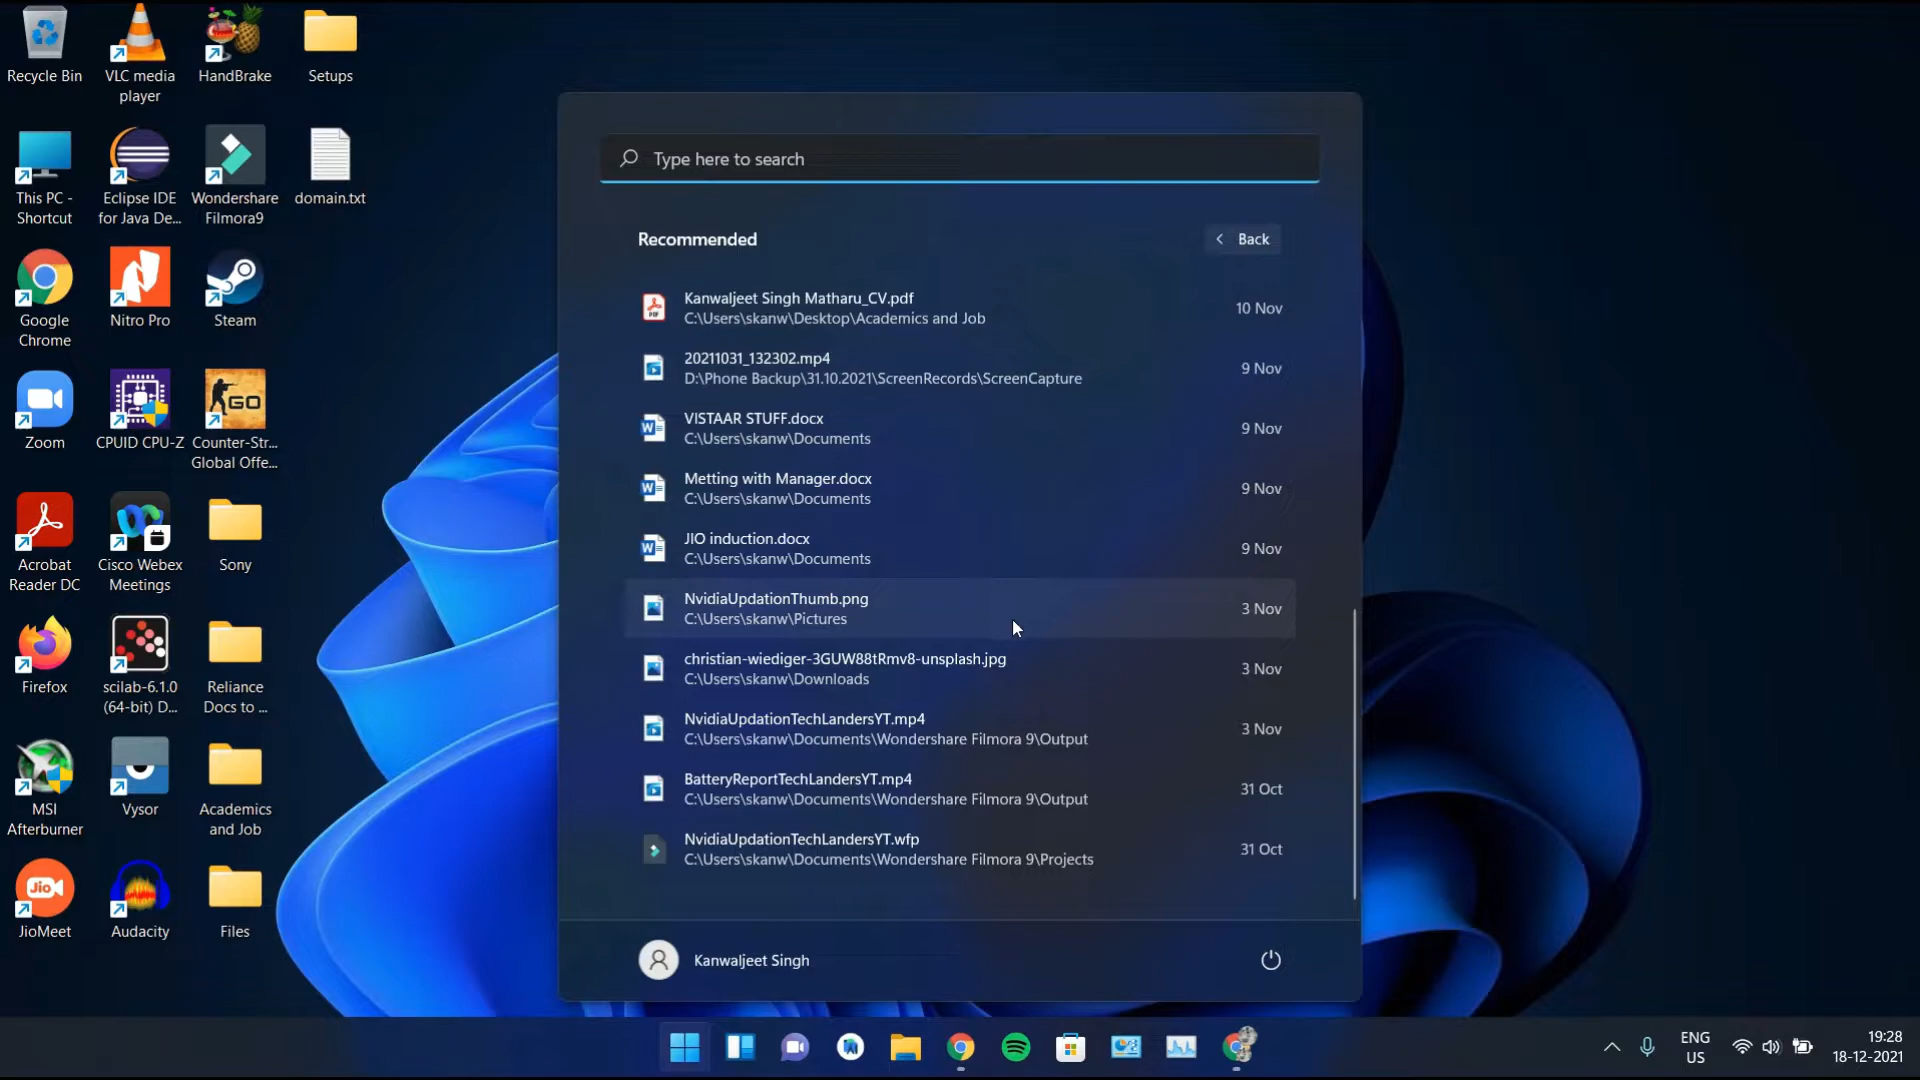 Recycle Bin
VLC media
player
HandBrake
Setups
This PC -
Shortcut
Eclipse IDE
for Java De...
Wondershare
Filmora9
domain.txt
Google
Chrome
Nitro Pro
Steam
Zoom
CPUID CPU-Z
Counter-Str...
Global Offe...
GO
Acrobat
Reader DC
Cisco Webex
Meetings
Sony
Firefox
scilab-6.1.0
(64-bit) D...
Reliance
Docs to ...
MSI
Afterburner
Vysor
Academics
and Job
Jio
JioMeet
Audacity
Files
Type here to search
Recommended
Back
Kanwaljeet Singh Matharu_CV.pdf
C:\Users\skanw\Desktop\Academics and Job
10 Nov
PDF
20211031_132302.mp4
D:\Phone Backup\31.10.2021\ScreenRecords\ScreenCapture
9 Nov
W
VISTAAR STUFF.docx
C:\Users\skanw\Documents
9 Nov
W
Metting with Manager.docx
C:\Users\skanw\Documents
9 Nov
W
JIO induction.docx
C:\Users\skanw\Documents
9 Nov
NvidiaUpdationThumb.png
C:\Users\skanw\Pictures
3 Nov
christian-wiediger-3GUW88tRmv8-unsplash.jpg
C:\Users\skanw\Downloads
3 Nov
NvidiaUpdationTechLandersYT.mp4
C:\Users\skanw\Documents\Wondershare Filmora 9\Output
3 Nov
BatteryReportTechLandersYT.mp4
C:\Users\skanw\Documents\Wondershare Filmora 9\Output
31 Oct
NvidiaUpdationTechLandersYT.wfp
C:\Users\skanw\Documents\Wondershare Filmora 9\Projects
31 Oct
Kanwaljeet Singh
ENG
US
19:28
18-12-2021